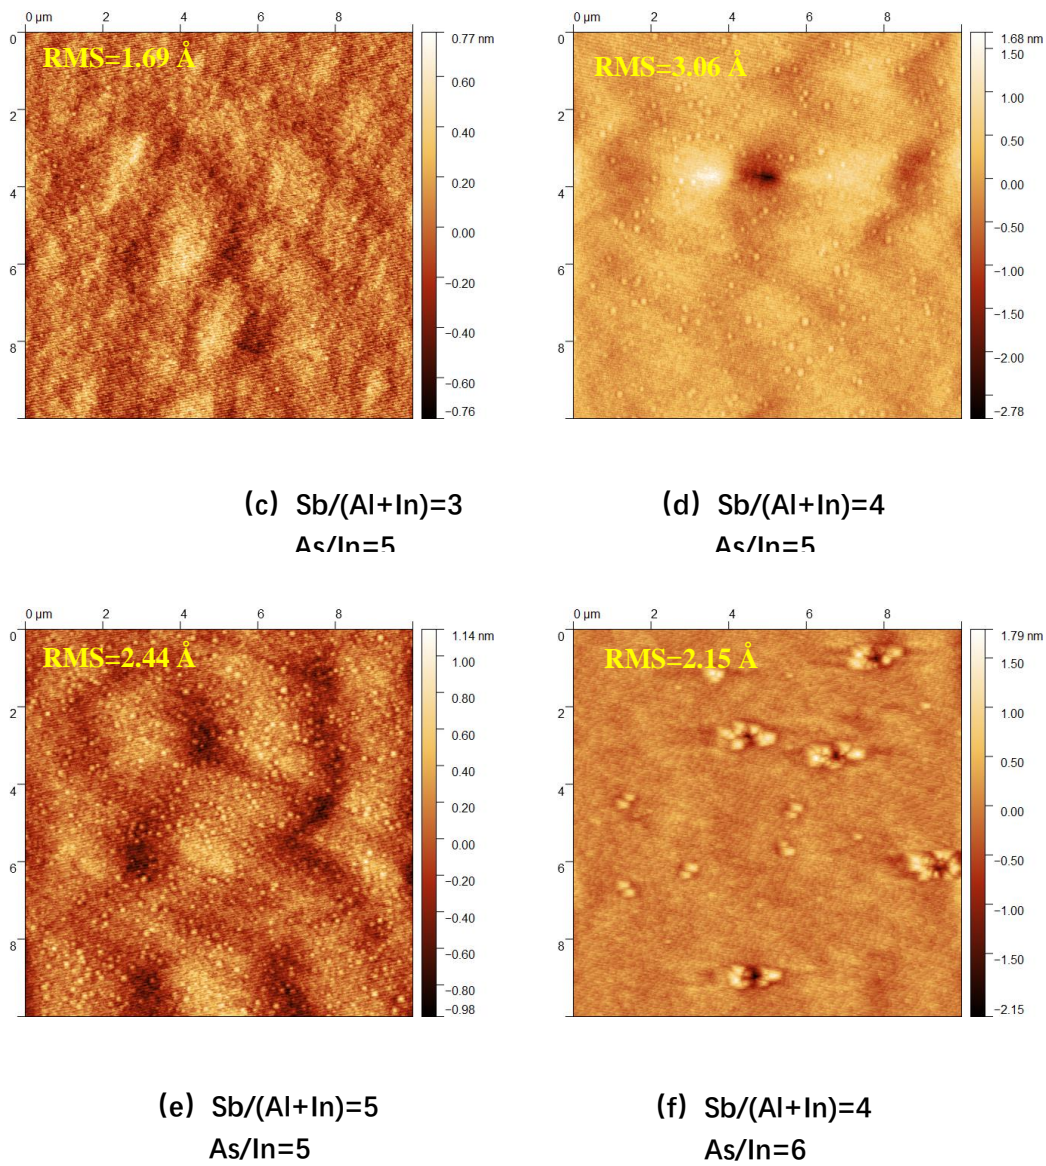 0 µm 2 4 6 8
0 µm 2 4 6 8
0
2
4
6
8
RMS=1.69 Å
0.77 nm
0.60
0.40
0.20
0.00
−0.20
−0.40
−0.60
−0.76
0
2
4
6
8
RMS=3.06 Å
1.68 nm
1.50
1.00
0.50
0.00
−0.50
−1.00
−1.50
−2.00
−2.78
(c) Sb/(Al+In)=3
As/In=5
(d) Sb/(Al+In)=4
As/In=5
0 µm 2 4 6 8
0 µm 2 4 6 8
0
2
4
6
8
RMS=2.44 Å
1.14 nm
1.00
0.80
0.60
0.40
0.20
0.00
−0.20
−0.40
−0.60
−0.80
−0.98
0
2
4
6
8
RMS=2.15 Å
1.79 nm
1.50
1.00
0.50
0.00
−0.50
−1.00
−1.50
−2.15
(e) Sb/(Al+In)=5
As/In=5
(f) Sb/(Al+In)=4
As/In=6